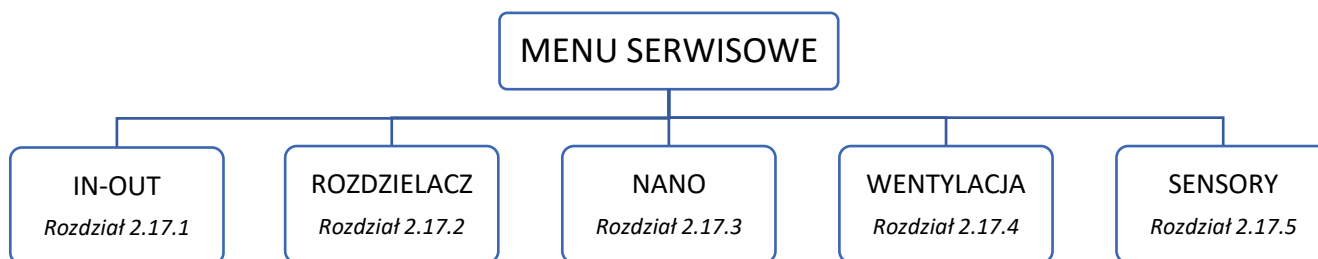 MENU SERWISOWE
IN-OUT
Rozdział 2.17.1
ROZDZIELACZ
Rozdział 2.17.2
NANO
Rozdział 2.17.3
WENTYLACJA
Rozdział 2.17.4
SENSORY
Rozdział 2.17.5